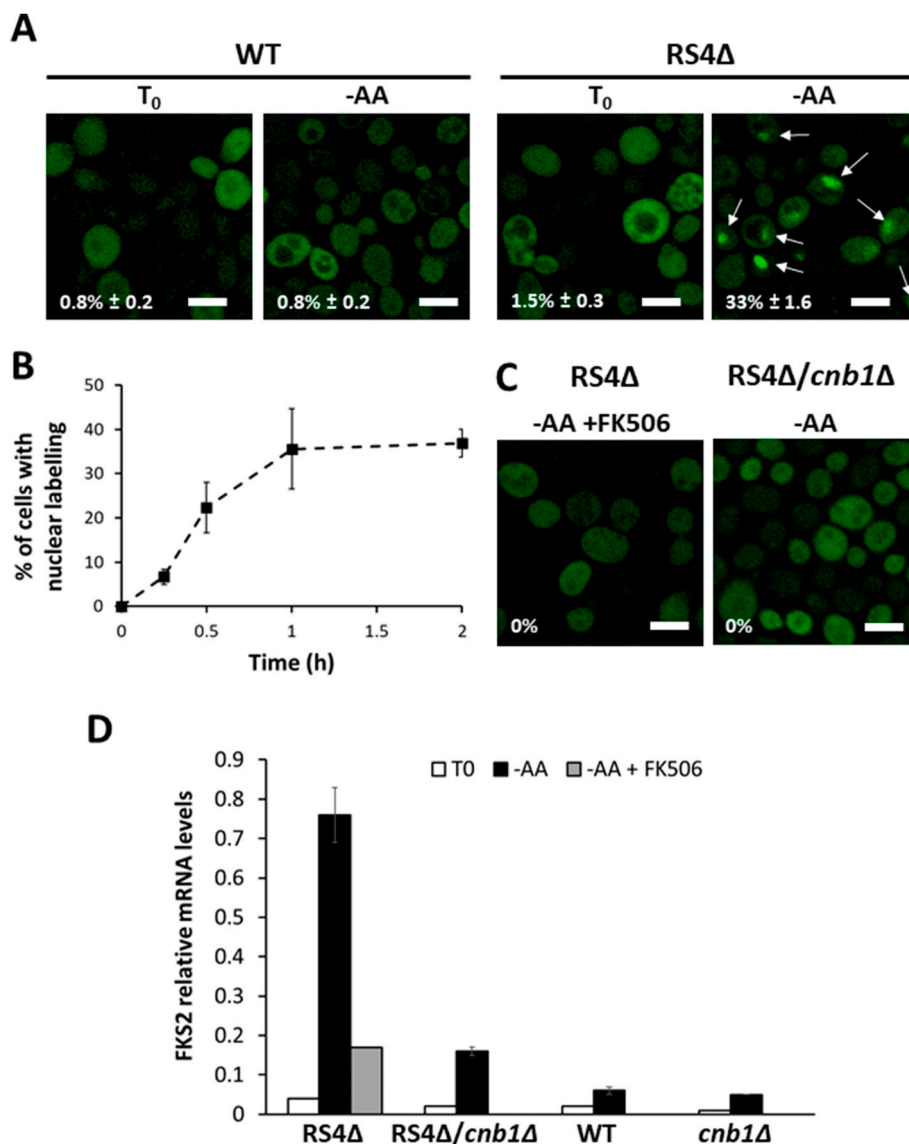 A
WT
RS4Δ
T0
-AA
T0
-AA
0.8% ± 0.2
0.8% ± 0.2
1.5% ± 0.3
33% ± 1.6
B
% of cells with
nuclear labelling
50
40
30
20
10
0
0
0.5
1
1.5
2
Time (h)
C
RS4Δ
RS4Δ/cnb1Δ
-AA +FK506
-AA
0%
0%
D
FKS2 relative mRNA levels
0.9
0.8
0.7
0.6
0.5
0.4
0.3
0.2
0.1
0
T0
-AA
-AA + FK506
RS4Δ
RS4Δ/cnb1Δ
WT
cnb1Δ